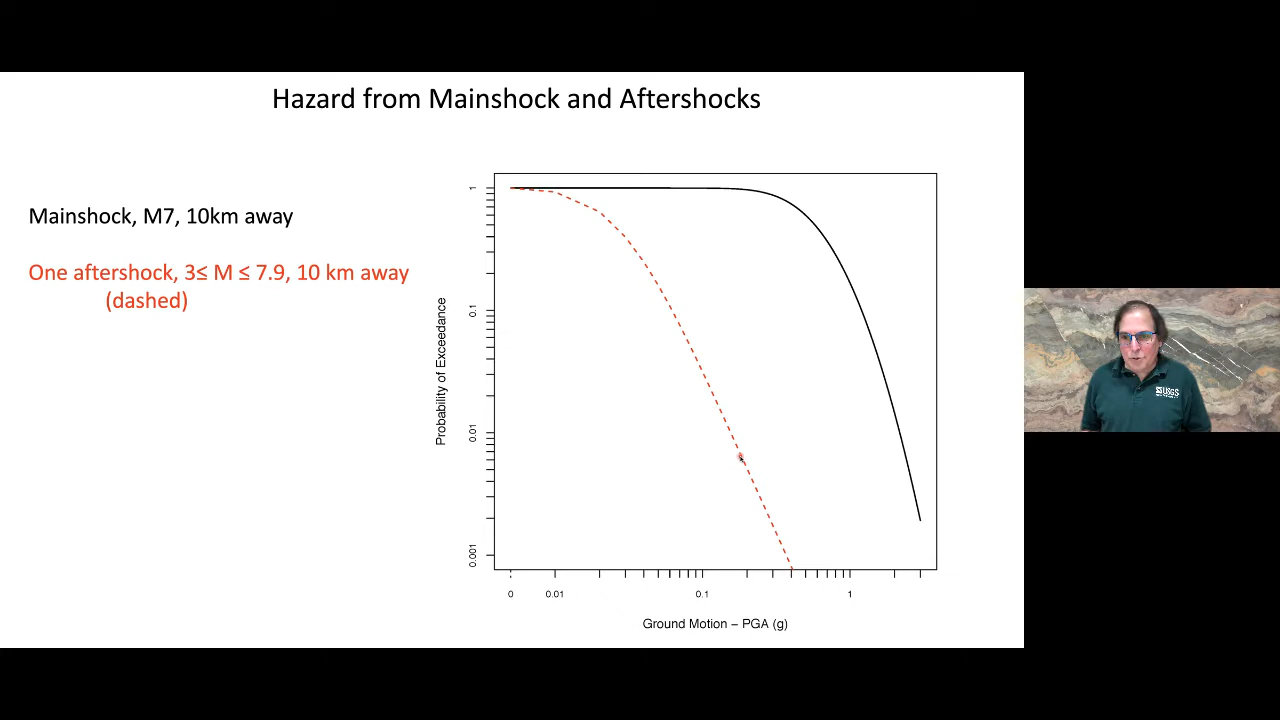 Hazard from Mainshock and Aftershocks
Mainshock, M7, 10km away
One aftershock, 3≤ M ≤ 7.9, 10 km away
(dashed)
Probability of Exceedance
1
0.1
0.01
0.001
0
0.01
0.1
1
Ground Motion – PGA (g)
USGS